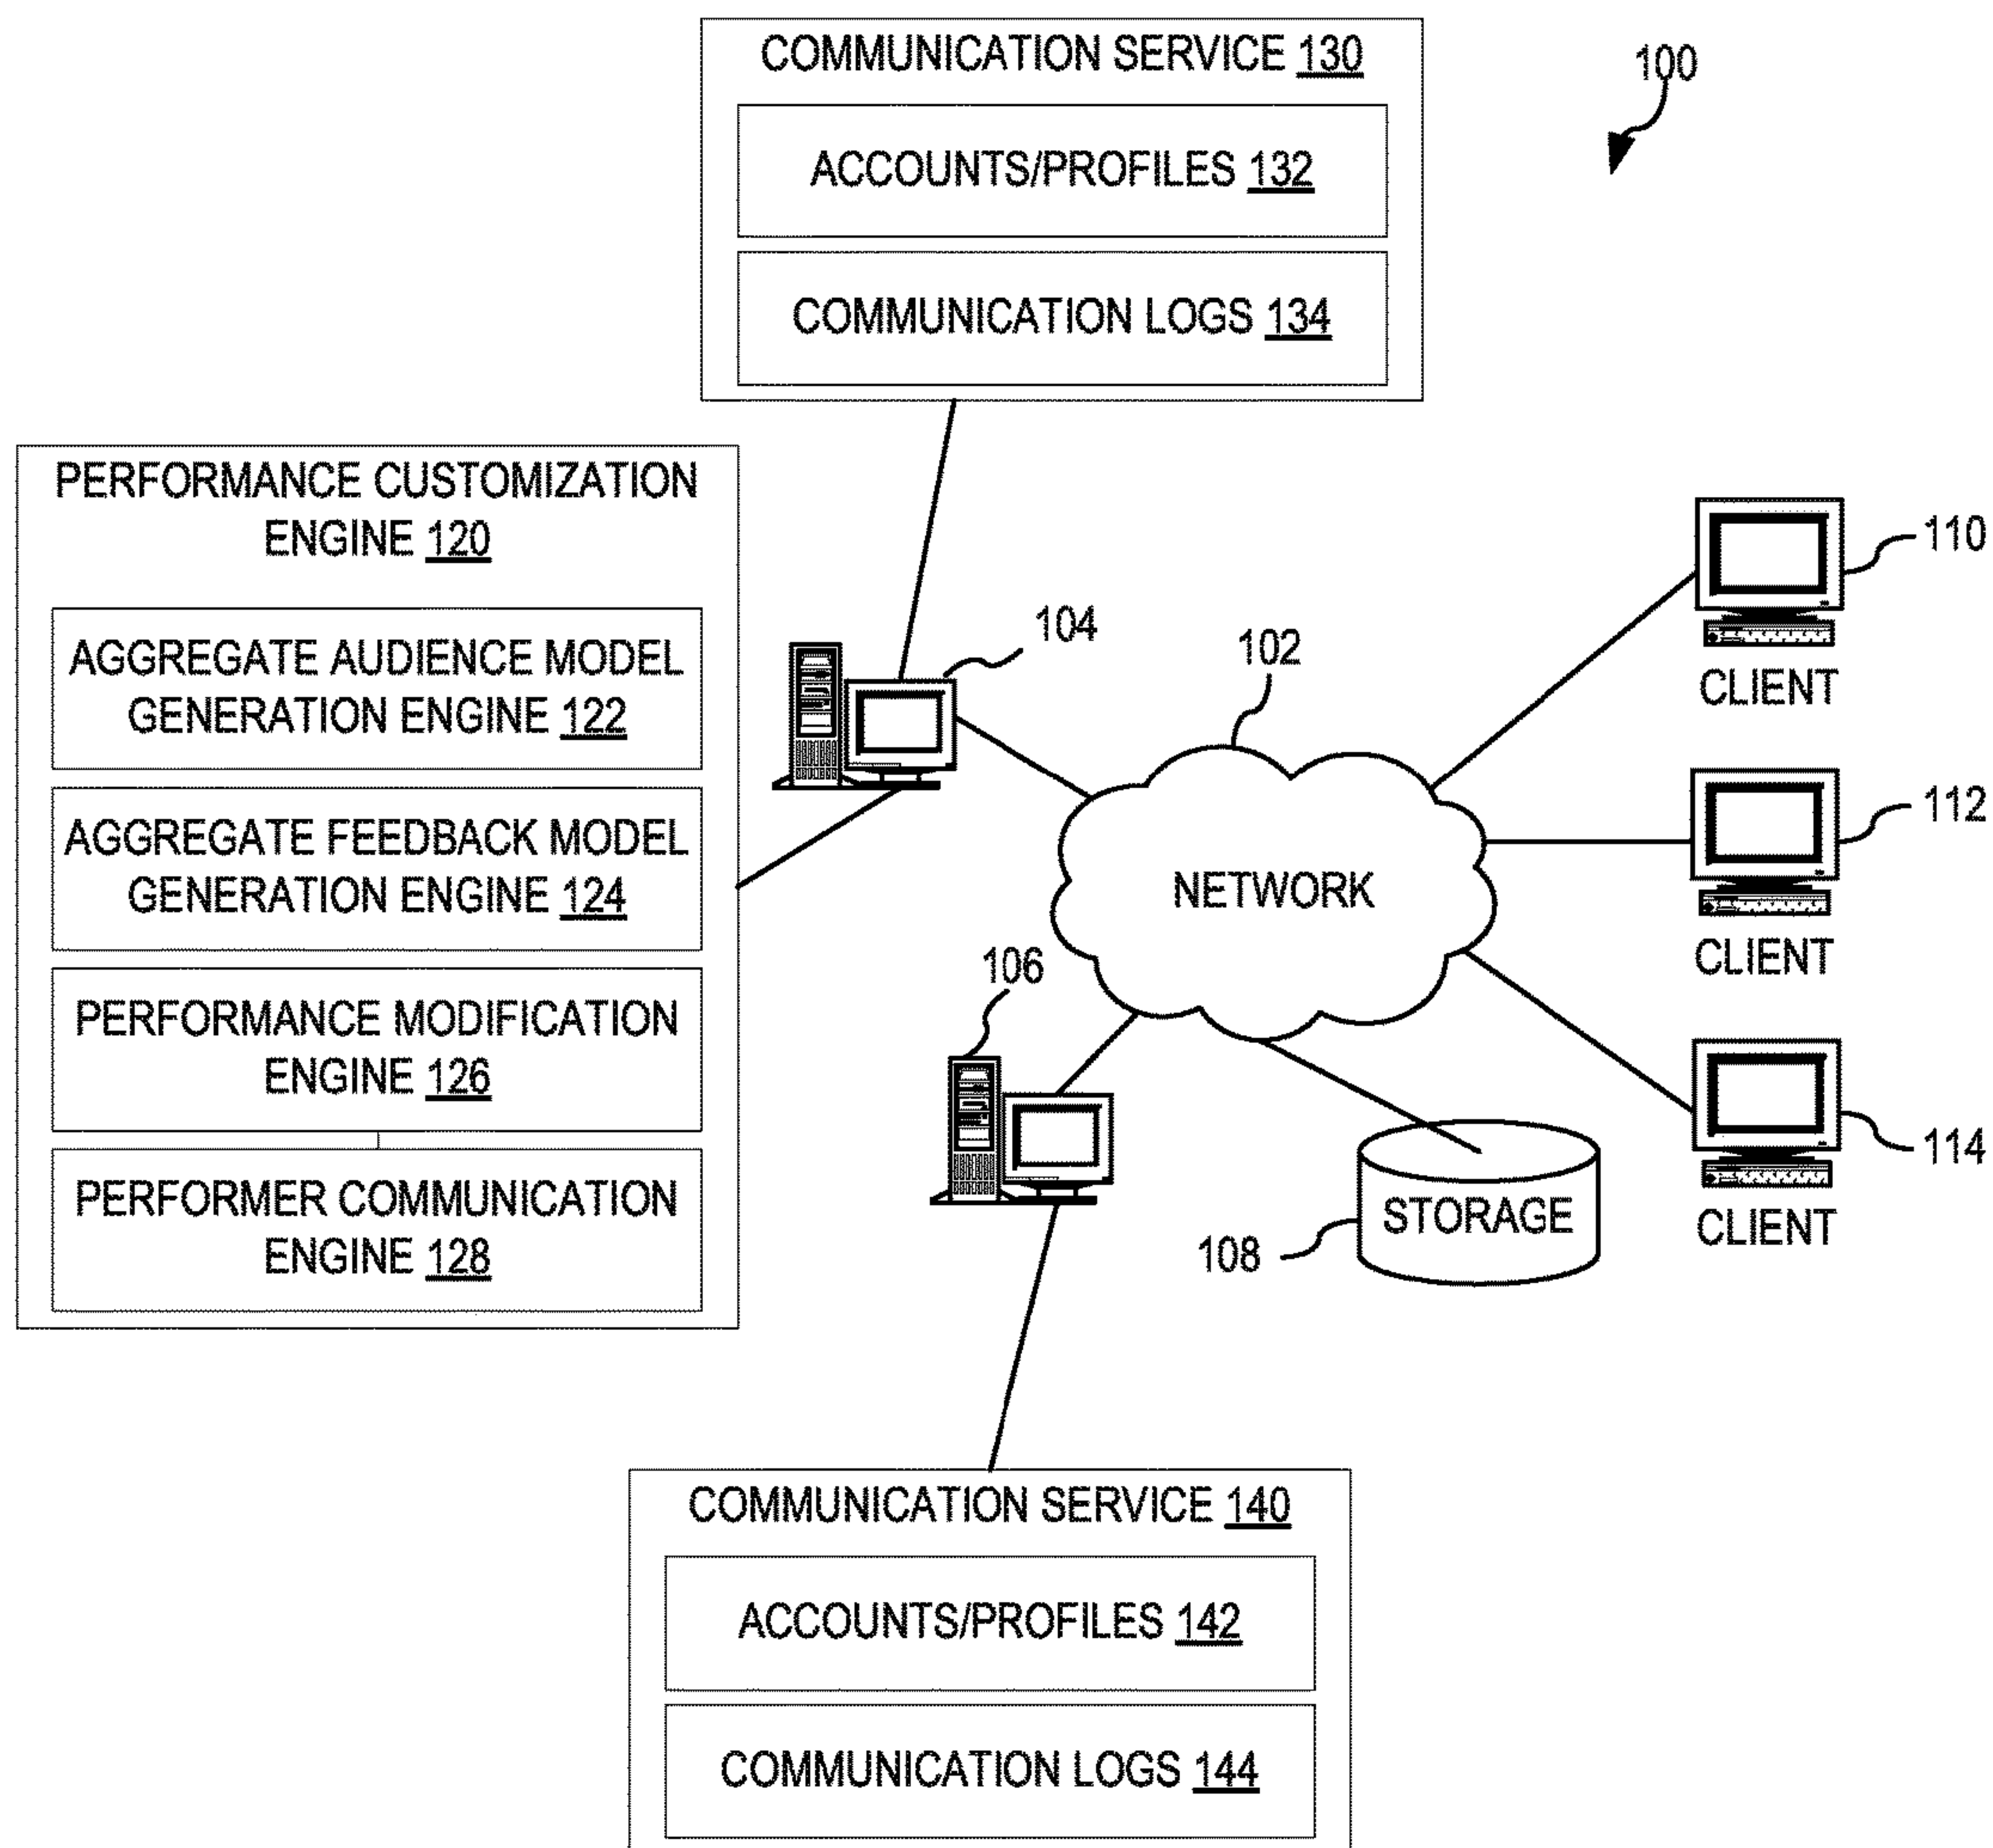 COMMUNICATION SERVICE 130
100
ACCOUNTS/PROFILES 132
COMMUNICATION LOGS 134
PERFORMANCE CUSTOMIZATION
ENGINE 120
AGGREGATE AUDIENCE MODEL
GENERATION ENGINE 122
AGGREGATE FEEDBACK MODEL
GENERATION ENGINE 124
PERFORMANCE MODIFICATION
ENGINE 126
PERFORMER COMMUNICATION
ENGINE 128
104
102
NETWORK
106
110
CLIENT
112
CLIENT
114
CLIENT
STORAGE
108
COMMUNICATION SERVICE 140
ACCOUNTS/PROFILES 142
COMMUNICATION LOGS 144